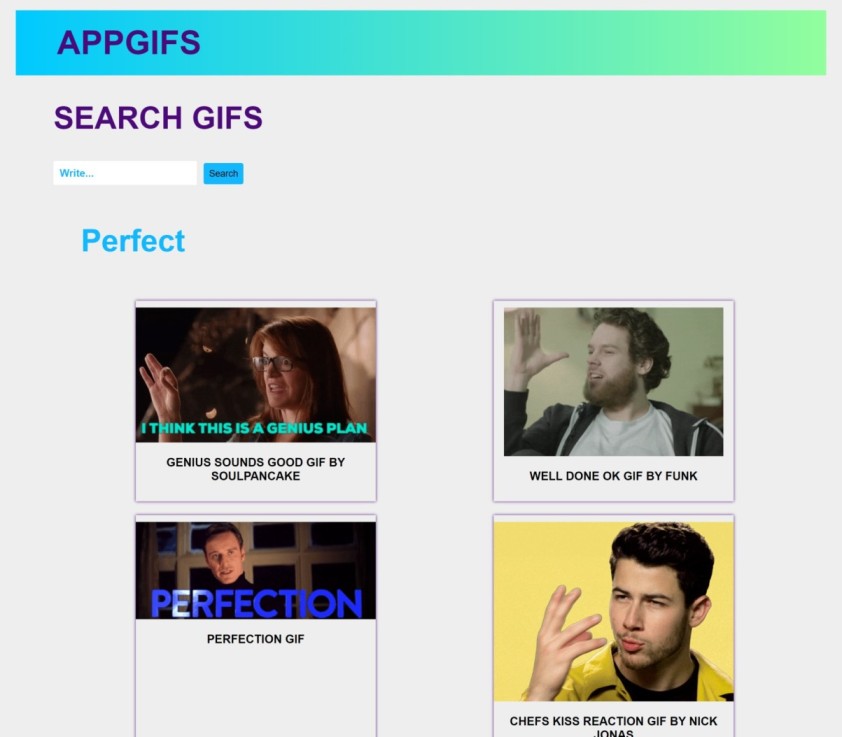 APPGIFS
SEARCH GIFS
Write...
Search
Perfect
I THINK THIS IS A GENIUS PLAN
GENIUS SOUNDS GOOD GIF BY
SOULPANCAKE
WELL DONE OK GIF BY FUNK
PERFECTION
PERFECTION GIF
CHEFS KISS REACTION GIF BY NICK
JONAS